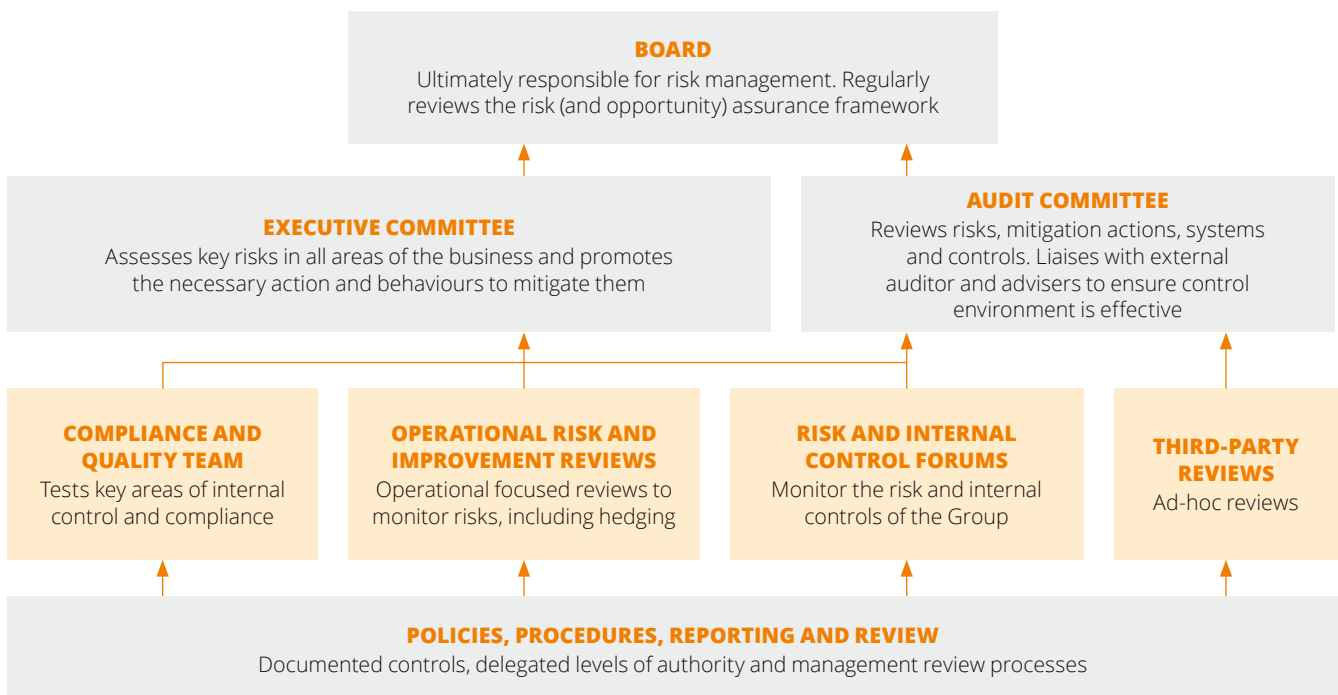 BOARD
Ultimately responsible for risk management. Regularly
reviews the risk (and opportunity) assurance framework
EXECUTIVE COMMITTEE
Assesses key risks in all areas of the business and promotes
the necessary action and behaviours to mitigate them
AUDIT COMMITTEE
Reviews risks, mitigation actions, systems
and controls. Liaises with external
auditor and advisers to ensure control
environment is effective
COMPLIANCE AND
QUALITY TEAM
Tests key areas of internal
control and compliance
OPERATIONAL RISK AND
IMPROVEMENT REVIEWS
Operational focused reviews to
monitor risks, including hedging
RISK AND INTERNAL
CONTROL FORUMS
Monitor the risk and internal
controls of the Group
THIRD-PARTY
REVIEWS
Ad-hoc reviews
POLICIES, PROCEDURES, REPORTING AND REVIEW
Documented controls, delegated levels of authority and management review processes